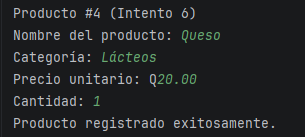 Producto #4 (Intento 6)
Nombre del producto: Queso
Categoría: Lácteos
Precio unitario: Q20.00
Cantidad: 1
Producto registrado exitosamente.